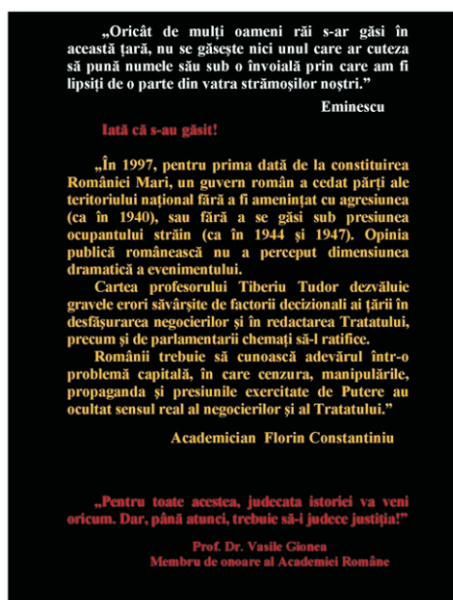 „Oricât de mulți oameni răi s-ar găsi în
această țară, nu se găsește nici unul care ar cuteza
să pună numele său sub o învoială prin care am fi
lipsiți de o parte din vatra strămoșilor noștri.”
Eminescu
Iată că s-au găsit!
„În 1997, pentru prima dată de la constituirea
României Mari, un guvern român a cedat părți ale
teritoriului național fără a fi amenințat cu agresiunea
(ca în 1940), sau fără a se găsi sub presiunea
ocupantului străin (ca în 1944 și 1947). Opinia
publică românească nu a perceput dimensiunea
dramatică a evenimentului.
Cartea profesorului Tiberiu Tudor dezvăluie
gravele erori săvârșite de factorii decizionali ai țării în
desfășurarea negocierilor și în redactarea Tratatului,
precum și de parlamentarii chemați să-l ratifice.
Românii trebuie să cunoască adevărul într-o
problemă capitală, în care cenzura, manipulările,
propaganda și presiunile exercitate de Putere au
ocultat sensul real al negocierilor și al Tratatului.”
Academician Florin Constantiniu
„Pentru toate acestea, judecata istoriei va veni
oricum. Dar, până atunci, trebuie să-i judece justiția!”
Prof. Dr. Vasile Gionea
Membru de onoare al Academiei Române